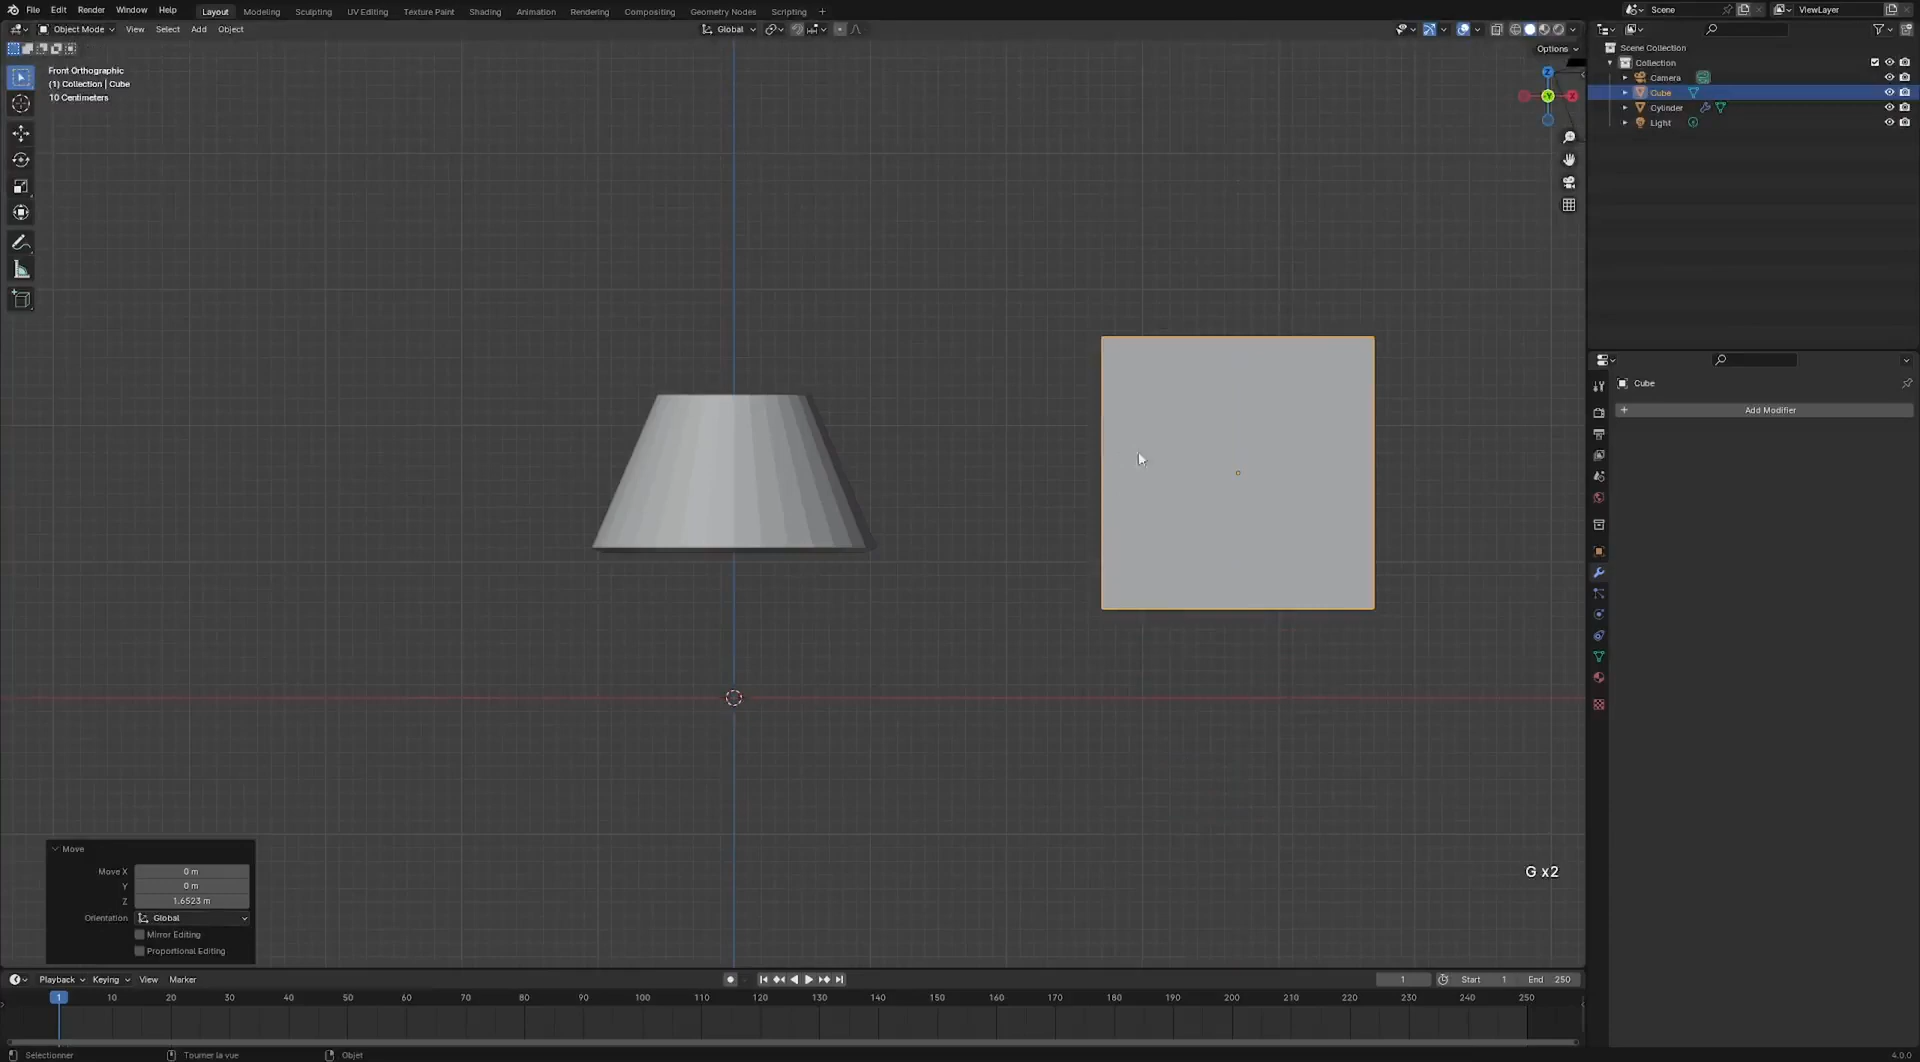 File Edit Render Window Help Layout Modeling Sculpting UV Editing Texture Paint Shading Animation Rendering Compositing Geometry Nodes Scripting + Scene ViewLayer
Object Mode View Select Add Object Global
Options
Front Orthographic
(1) Collection | Cube
10 Centimeters
Z
Y
X
Scene Collection
Collection
Camera
Cube
Cylinder
Light
Cube
+ Add Modifier
G x2
Move
Move X 0 m
Y 0 m
Z 1.6523 m
Orientation Global
Mirror Editing
Proportional Editing
Playback Keying View Marker 1 Start 1 End 250
1 10 20 30 40 50 60 70 80 90 100 110 120 130 140 150 160 170 180 190 200 210 220 230 240 250
Sélectionner Tourner la vue Objet 4.0.0